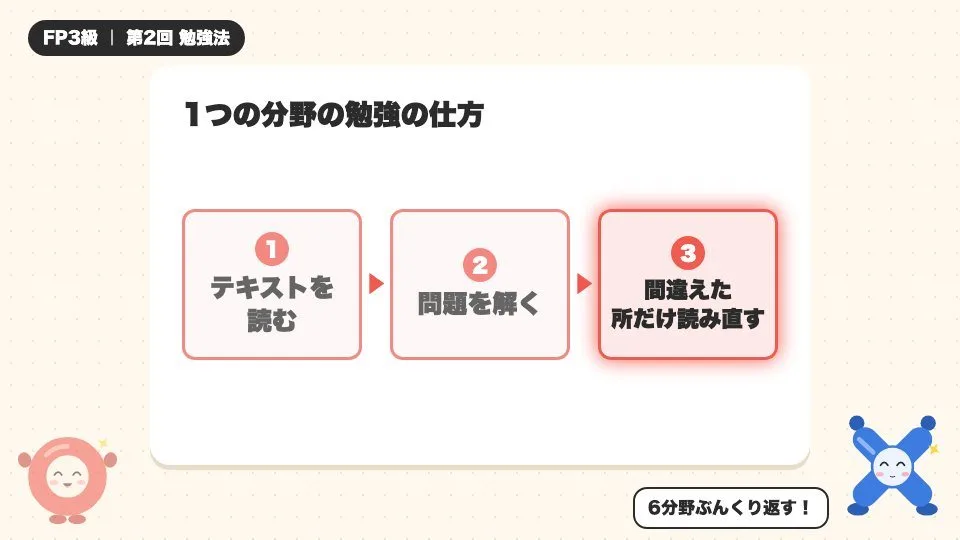 FP3級｜第2回 勉強法
1つの分野の勉強の仕方
1
テキストを
読む
2
問題を解く
3
間違えた
所だけ読み直す
6分野ぶんくり返す！